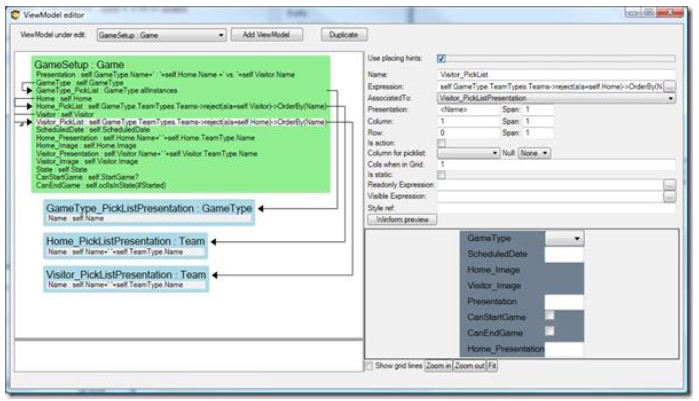 ViewModel editor
ViewModel under edit: GameSetup : Game Add ViewModel Duplicate
GameSetup : Game
Presentation : self.GameType.Name+' : '+self.Home.Name +' vs. '+self.Visitor.Name
GameType : self.GameType
GameType_PickList : GameType.allInstances
Home : self.Home
Home_PickList : self.GameType.TeamTypes.Teams->reject(a|a=self.Visitor)->OrderBy(Name)
Visitor : self.Visitor
Visitor_PickList : self.GameType.TeamTypes.Teams->reject(a|a=self.Home)->OrderBy(Name)
ScheduledDate : self.ScheduledDate
Home_Presentation : self.Home.Name+' '+self.Home.TeamType.Name
Home_Image : self.Home.Image
Visitor_Presentation : self.Visitor.Name+' '+self.Visitor.TeamType.Name
Visitor_Image : self.Visitor.Image
State : self.State
CanStartGame : self.StartGame?
CanEndGame : self.oclIsInState(#Started)
GameType_PickListPresentation : GameType
Name : self.Name
Home_PickListPresentation : Team
Name : self.Name+' '+self.TeamType.Name
Visitor_PickListPresentation : Team
Name : self.Name+' '+self.TeamType.Name
Use placing hints:
Name: Visitor_PickList
Expression: self.GameType.TeamTypes.Teams->reject(a|a=self.Home)->OrderBy(N ...
AssociatedTo: Visitor_PickListPresentation
Presentation: <Name> Span: 1
Column: 1 Span: 1
Row: 0 Span: 1
Is action:
Column for picklist: Null: None
Cols when in Grid: 1
Is static:
Readonly Expression: ...
Visible Expression: ...
Style ref:
Winform preview
GameType
ScheduledDate
Home_Image
Visitor_Image
Presentation
CanStartGame
CanEndGame
Home_Presentation
Show grid lines Zoom in Zoom out Fit